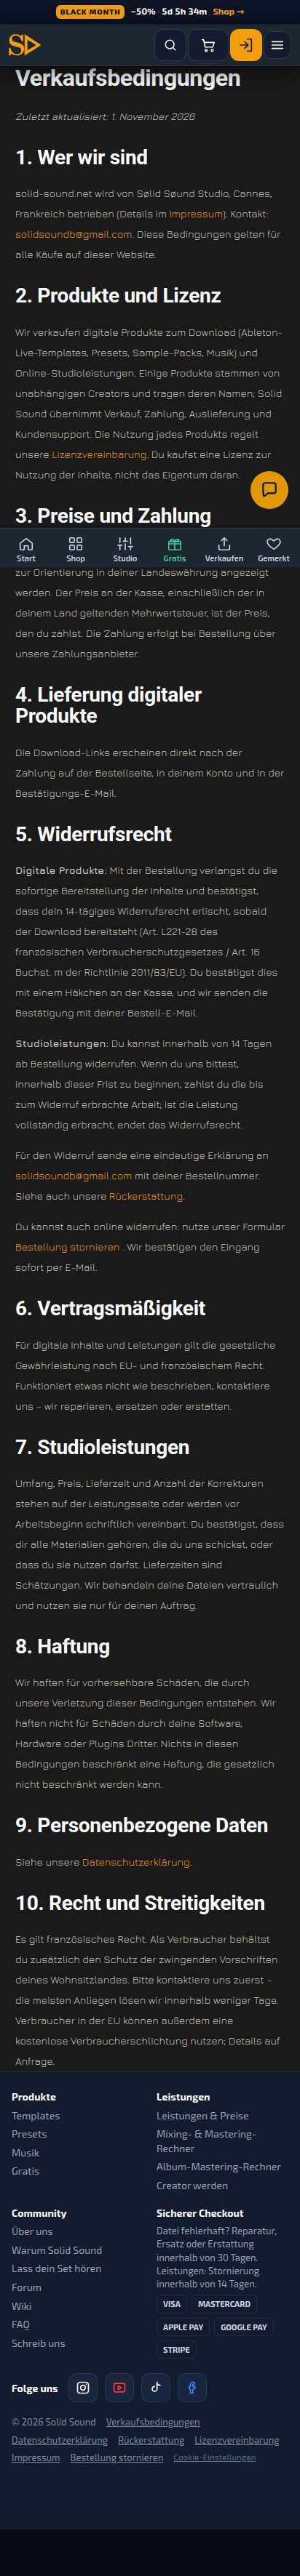 BLACK MONTH −50% · 5d 5h 34m Shop →
SD
Verkaufsbedingungen
Zuletzt aktualisiert: 1. November 2026
1. Wer wir sind
solid-sound.net wird von Sølid Søund Studio, Cannes,
Frankreich betrieben (Details im Impressum). Kontakt:
solidsoundb@gmail.com. Diese Bedingungen gelten für
alle Käufe auf dieser Website.
2. Produkte und Lizenz
Wir verkaufen digitale Produkte zum Download (Ableton-
Live-Templates, Presets, Sample-Packs, Musik) und
Online-Studioleistungen. Einige Produkte stammen von
unabhängigen Creators und tragen deren Namen; Solid
Sound übernimmt Verkauf, Zahlung, Auslieferung und
Kundensupport. Die Nutzung jedes Produkts regelt
unsere Lizenzvereinbarung. Du kaufst eine Lizenz zur
Nutzung der Inhalte, nicht das Eigentum daran.
3. Preise und Zahlung
Start
Shop
Studio
Gratis
Verkaufen
Gemerkt
zur Orientierung in deiner Landeswährung angezeigt
werden. Der Preis an der Kasse, einschließlich der in
deinem Land geltenden Mehrwertsteuer, ist der Preis,
den du zahlst. Die Zahlung erfolgt bei Bestellung über
unsere Zahlungsanbieter.
4. Lieferung digitaler
Produkte
Die Download-Links erscheinen direkt nach der
Zahlung auf der Bestellseite, in deinem Konto und in der
Bestätigungs-E-Mail.
5. Widerrufsrecht
Digitale Produkte: Mit der Bestellung verlangst du die
sofortige Bereitstellung der Inhalte und bestätigst,
dass dein 14-tägiges Widerrufsrecht erlischt, sobald
der Download bereitsteht (Art. L221-28 des
französischen Verbraucherschutzgesetzes / Art. 16
Buchst. m der Richtlinie 2011/83/EU). Du bestätigst dies
mit einem Häkchen an der Kasse, und wir senden die
Bestätigung mit deiner Bestell-E-Mail.
Studioleistungen: Du kannst innerhalb von 14 Tagen
ab Bestellung widerrufen. Wenn du uns bittest,
innerhalb dieser Frist zu beginnen, zahlst du die bis
zum Widerruf erbrachte Arbeit; ist die Leistung
vollständig erbracht, endet das Widerrufsrecht.
Für den Widerruf sende eine eindeutige Erklärung an
solidsoundb@gmail.com mit deiner Bestellnummer.
Siehe auch unsere Rückerstattung.
Du kannst auch online widerrufen: nutze unser Formular
Bestellung stornieren . Wir bestätigen den Eingang
sofort per E-Mail.
6. Vertragsmäßigkeit
Für digitale Inhalte und Leistungen gilt die gesetzliche
Gewährleistung nach EU- und französischem Recht.
Funktioniert etwas nicht wie beschrieben, kontaktiere
uns – wir reparieren, ersetzen oder erstatten.
7. Studioleistungen
Umfang, Preis, Lieferzeit und Anzahl der Korrekturen
stehen auf der Leistungsseite oder werden vor
Arbeitsbeginn schriftlich vereinbart. Du bestätigst, dass
dir alle Materialien gehören, die du uns schickst, oder
dass du sie nutzen darfst. Lieferzeiten sind
Schätzungen. Wir behandeln deine Dateien vertraulich
und nutzen sie nur für deinen Auftrag.
8. Haftung
Wir haften für vorhersehbare Schäden, die durch
unsere Verletzung dieser Bedingungen entstehen. Wir
haften nicht für Schäden durch deine Software,
Hardware oder Plugins Dritter. Nichts in diesen
Bedingungen beschränkt eine Haftung, die gesetzlich
nicht beschränkt werden kann.
9. Personenbezogene Daten
Siehe unsere Datenschutzerklärung.
10. Recht und Streitigkeiten
Es gilt französisches Recht. Als Verbraucher behältst
du zusätzlich den Schutz der zwingenden Vorschriften
deines Wohnsitzlandes. Bitte kontaktiere uns zuerst –
die meisten Anliegen lösen wir innerhalb weniger Tage.
Verbraucher in der EU können außerdem eine
kostenlose Verbraucherschlichtung nutzen; Details auf
Anfrage.
Produkte
Templates
Presets
Musik
Gratis
Leistungen
Leistungen & Preise
Mixing- & Mastering-
Rechner
Album-Mastering-Rechner
Creator werden
Community
Über uns
Warum Solid Sound
Lass dein Set hören
Forum
Wiki
FAQ
Schreib uns
Sicherer Checkout
Datei fehlerhaft? Reparatur,
Ersatz oder Erstattung
innerhalb von 30 Tagen.
Leistungen: Stornierung
innerhalb von 14 Tagen.
VISA MASTERCARD
APPLE PAY GOOGLE PAY
STRIPE
Folge uns
© 2026 Solid Sound Verkaufsbedingungen
Datenschutzerklärung Rückerstattung Lizenzvereinbarung
Impressum Bestellung stornieren Cookie-Einstellungen